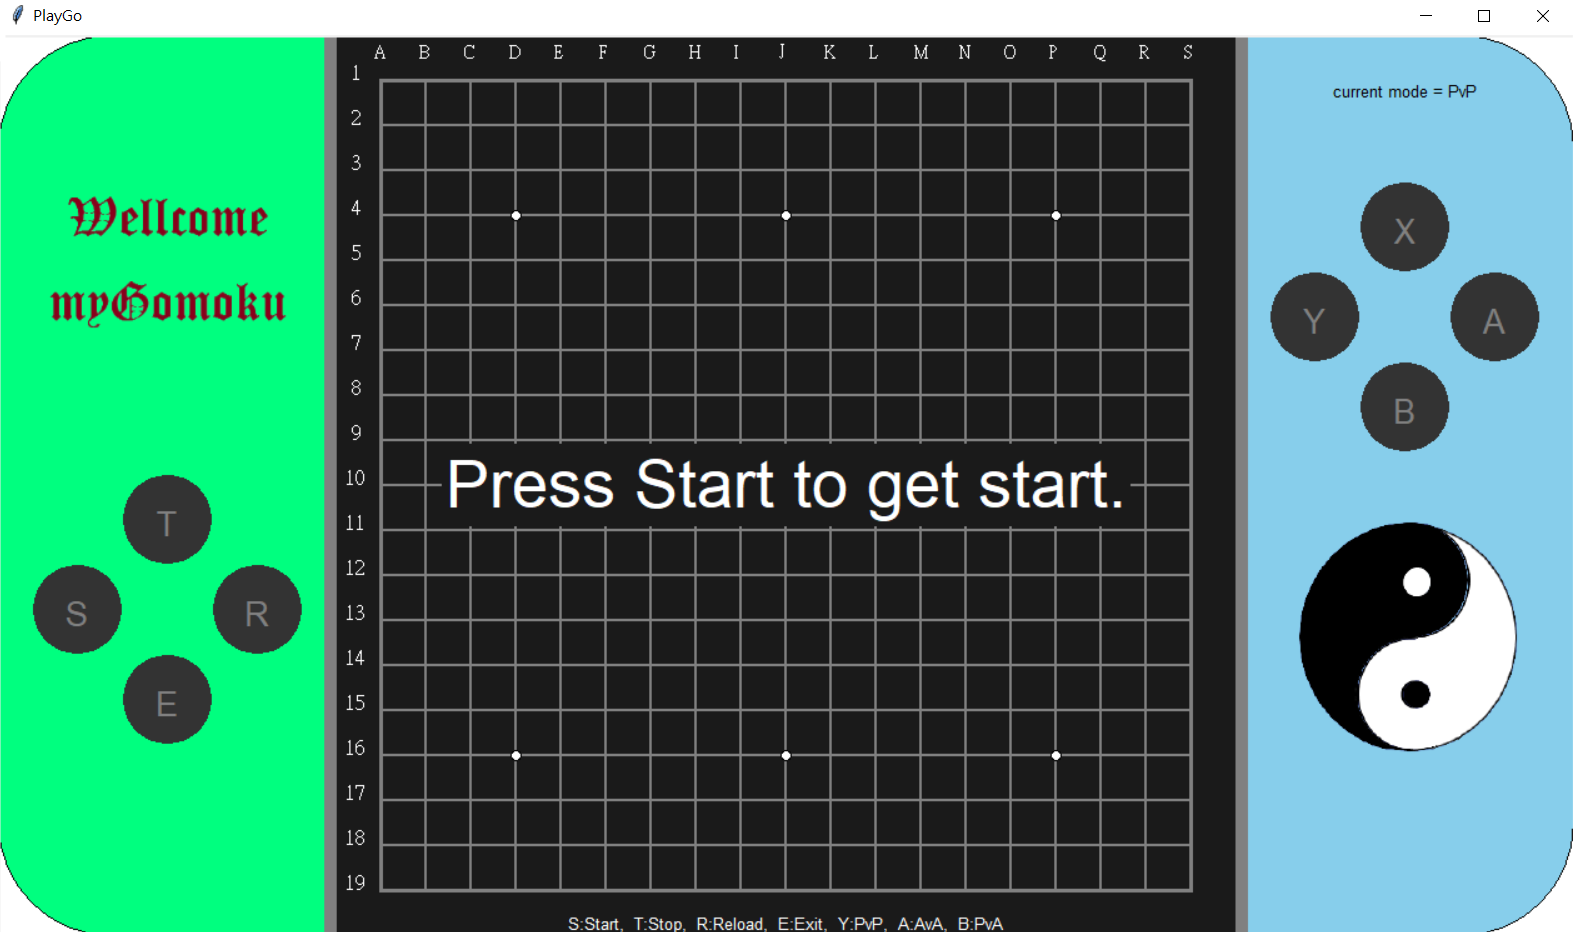 PlayGo
A B C D E F G H I J K L M N O P Q R S
1
2
3
4
5
6
7
8
9
10
11
12
13
14
15
16
17
18
19
Wellcome
myGomoku
T
S R
E
Press Start to get start.
current mode = PvP
X
Y A
B
S:Start, T:Stop, R:Reload, E:Exit, Y:PvP, A:AvA, B:PvA